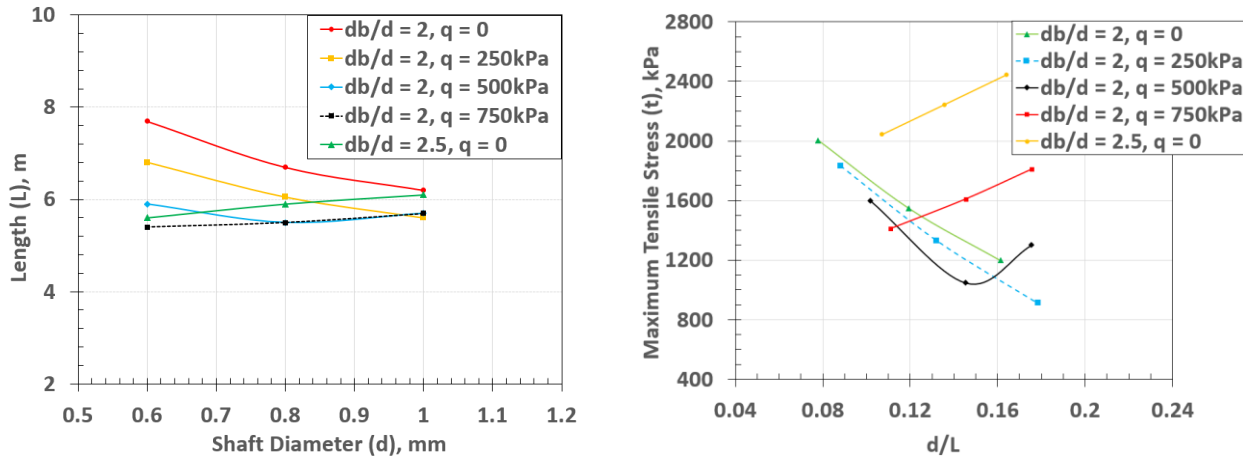 10
8
6
4
2
Length (L), m
db/d = 2, q = 0
db/d = 2, q = 250kPa
db/d = 2, q = 500kPa
db/d = 2, q = 750kPa
db/d = 2.5, q = 0
0.5 0.6 0.7 0.8 0.9 1 1.1 1.2
Shaft Diameter (d), mm
2800
2400
2000
1600
1200
800
400
Maximum Tensile Stress (t), kPa
db/d = 2, q = 0
db/d = 2, q = 250kPa
db/d = 2, q = 500kPa
db/d = 2, q = 750kPa
db/d = 2.5, q = 0
0.04 0.08 0.12 0.16 0.2 0.24
d/L